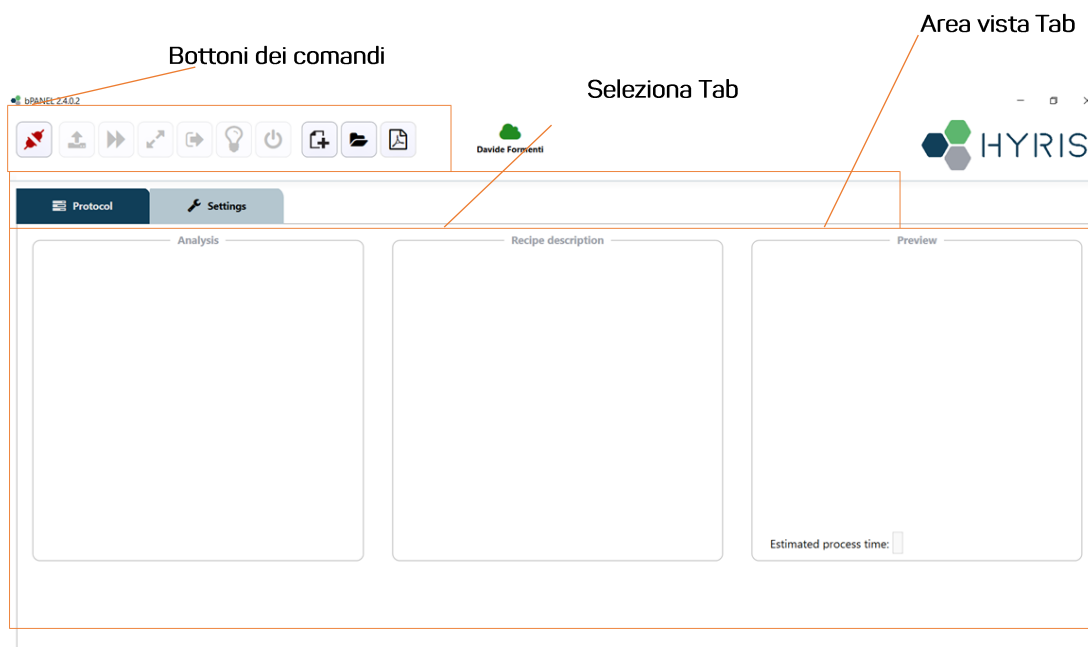 Area vista Tab
Bottoni dei comandi
Seleziona Tab
bPANEL 2.4.0.2
Davide Formenti
HYRIS
Protocol
Settings
Analysis
Recipe description
Preview
Estimated process time: